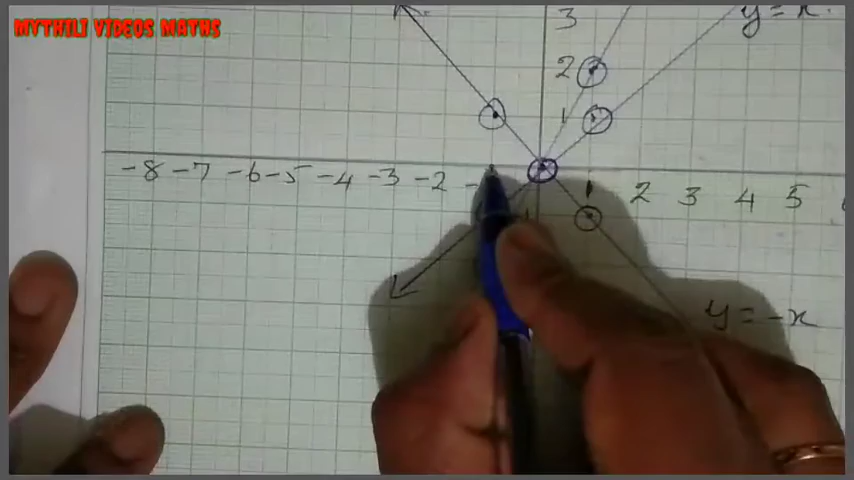 MYTHILI VIDEOS MATHS
3
y = x
2
1
-8 -7 -6 -5 -4 -3 -2 1 2 3 4 5
y = -x